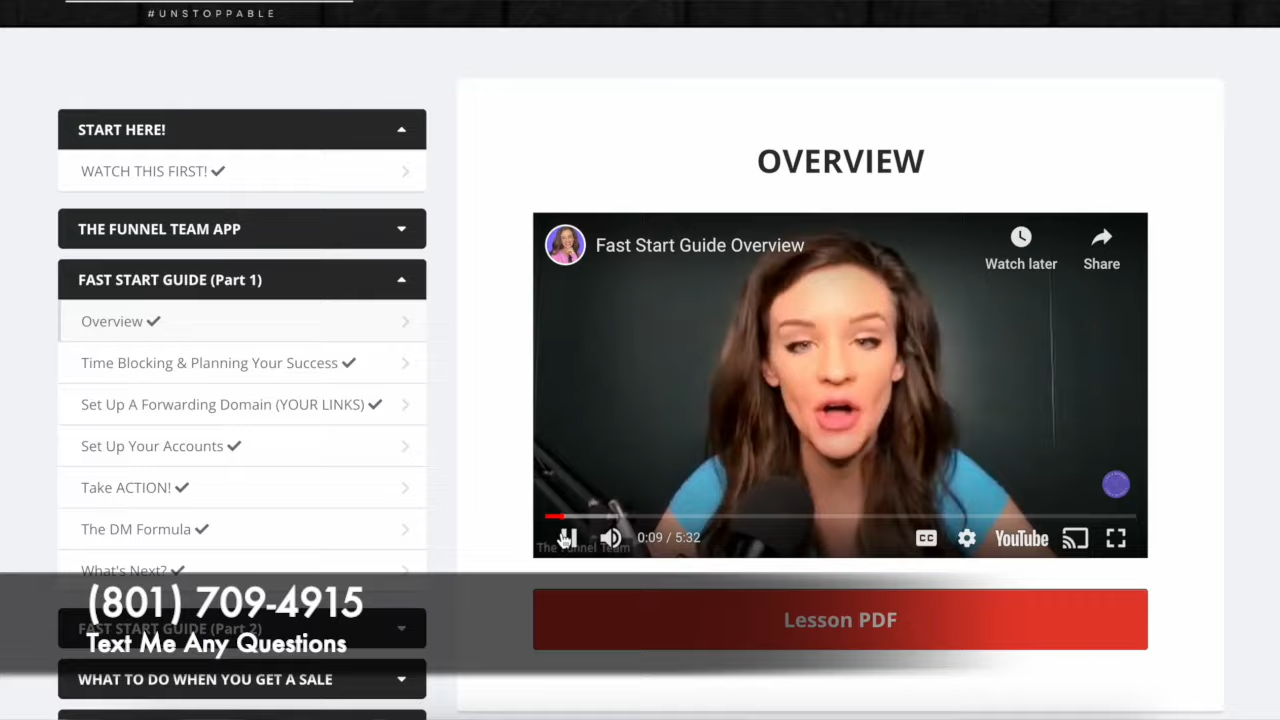 #UNSTOPPABLE
START HERE!
WATCH THIS FIRST!
THE FUNNEL TEAM APP
FAST START GUIDE (Part 1)
Overview
Time Blocking & Planning Your Success
Set Up A Forwarding Domain (YOUR LINKS)
Set Up Your Accounts
Take ACTION!
The DM Formula
What's Next?
FAST START GUIDE (Part 2)
WHAT TO DO WHEN YOU GET A SALE
(801) 709-4915
Text Me Any Questions
OVERVIEW
Fast Start Guide Overview
Watch later
Share
The Funnel Team
0:09 / 5:32
CC
YouTube
Lesson PDF